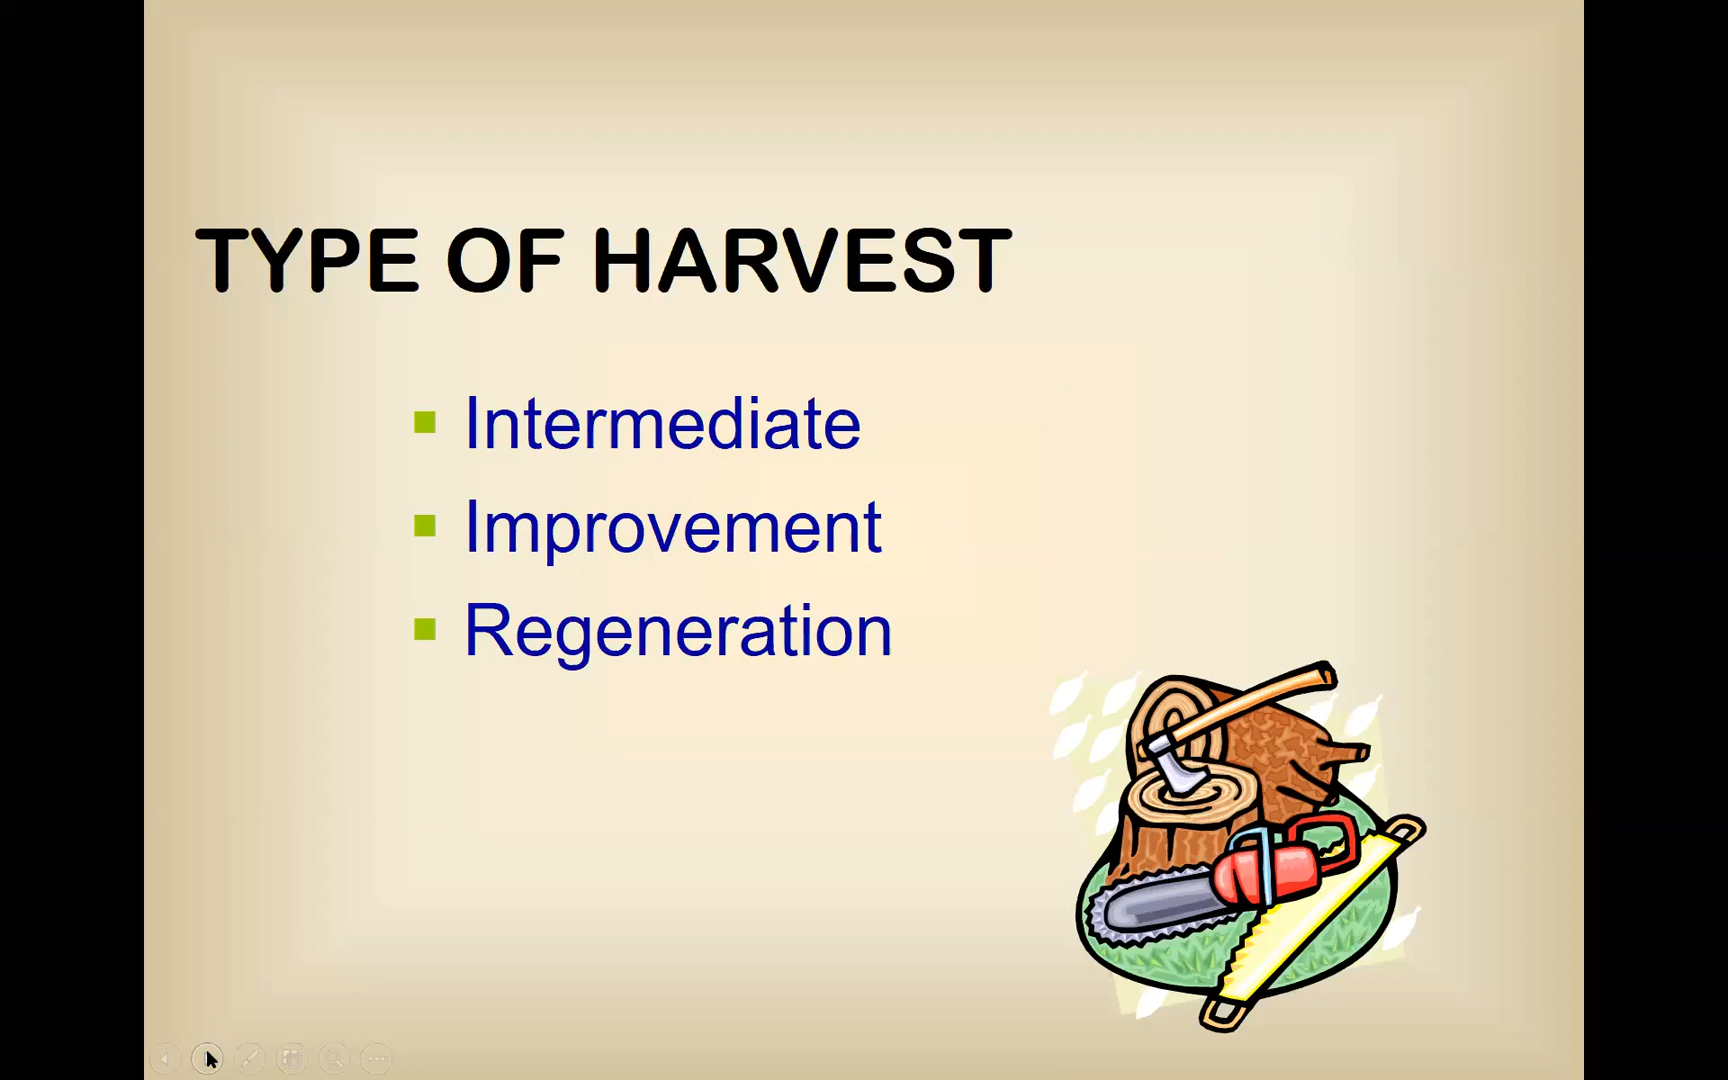 TYPE OF HARVEST
Intermediate
Improvement
Regeneration